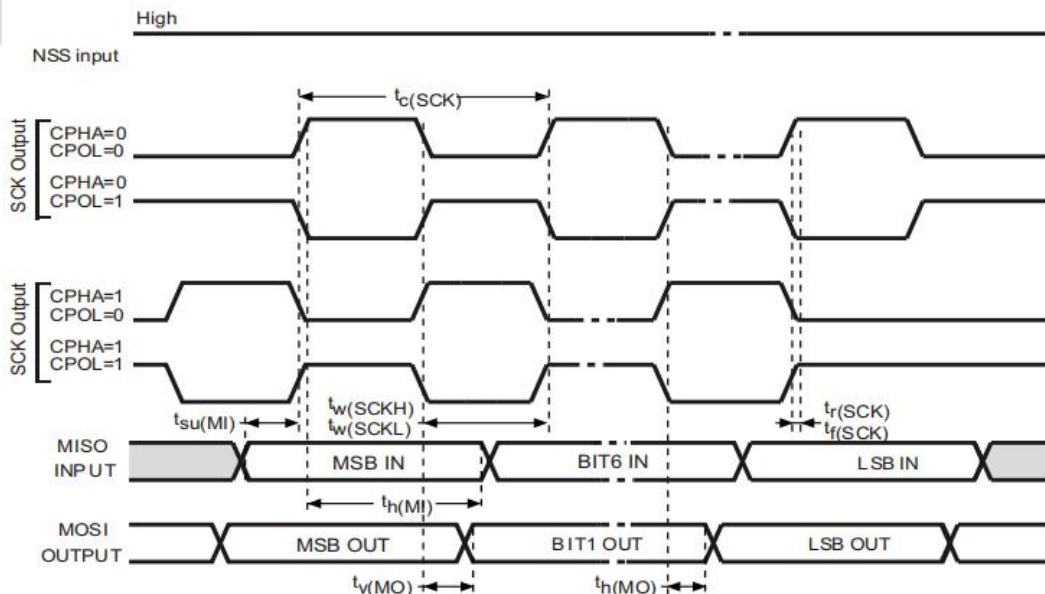 High
NSS input
tc(SCK)
SCK Output
CPHA=0
CPOL=0
CPHA=0
CPOL=1
SCK Output
CPHA=1
CPOL=0
CPHA=1
CPOL=1
tsu(MI)
tw(SCKH)
tw(SCKL)
tr(SCK)
tf(SCK)
MISO
INPUT
MSB IN
BIT6 IN
LSB IN
th(MI)
MOSI
OUTPUT
MSB OUT
BIT1 OUT
LSB OUT
tv(MO)
th(MO)